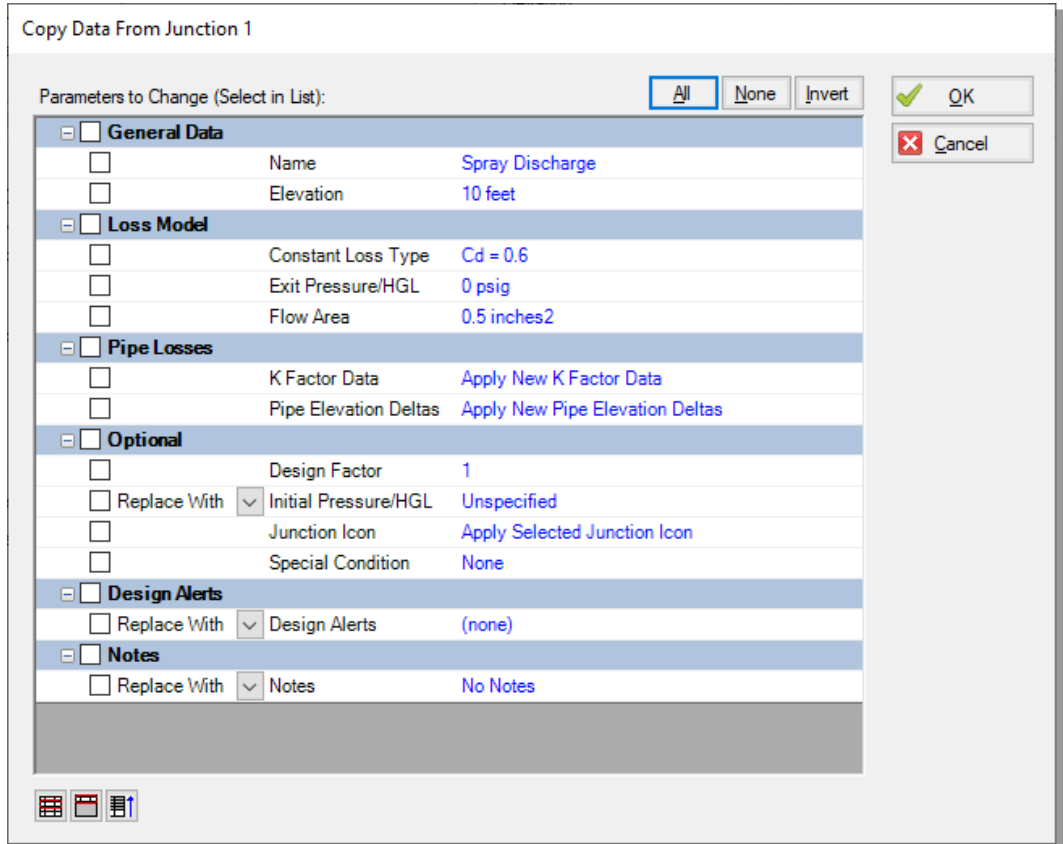 Copy Data From Junction 1
Parameters to Change (Select in List):
All
None
Invert
OK
Cancel
General Data
Name Spray Discharge
Elevation 10 feet
Loss Model
Constant Loss Type Cd = 0.6
Exit Pressure/HGL 0 psig
Flow Area 0.5 inches2
Pipe Losses
K Factor Data Apply New K Factor Data
Pipe Elevation Deltas Apply New Pipe Elevation Deltas
Optional
Design Factor 1
Replace With Initial Pressure/HGL Unspecified
Junction Icon Apply Selected Junction Icon
Special Condition None
Design Alerts
Replace With Design Alerts (none)
Notes
Replace With Notes No Notes